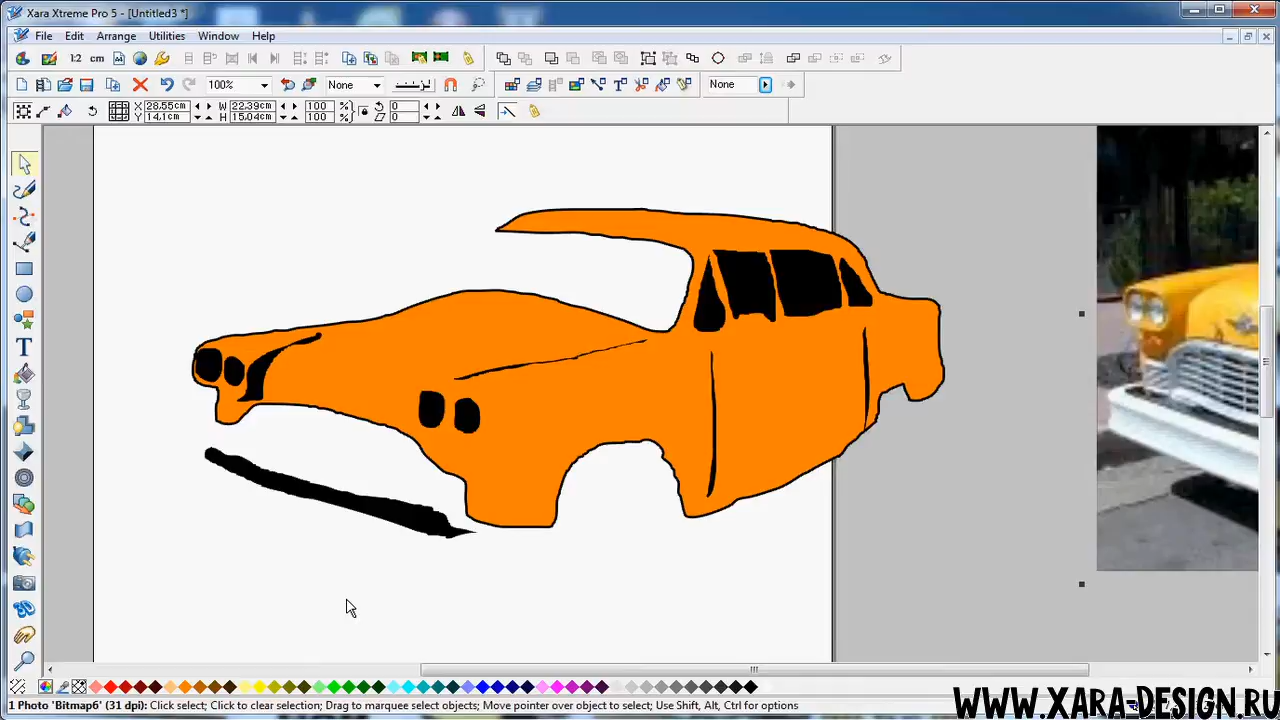 Xara Xtreme Pro 5 - [Untitled3 *]
File Edit Arrange Utilities Window Help
1:2 cm
100% None None
X 28.55cm W 22.39cm 100 % 0
Y 14.1cm H 15.04cm 100 % 0
1 Photo 'Bitmap6' (31 dpi): Click select; Click to clear selection; Drag to marquee select objects; Move pointer over object to select; Use Shift, Alt, Ctrl for options
WWW.XARA-DESIGN.RU